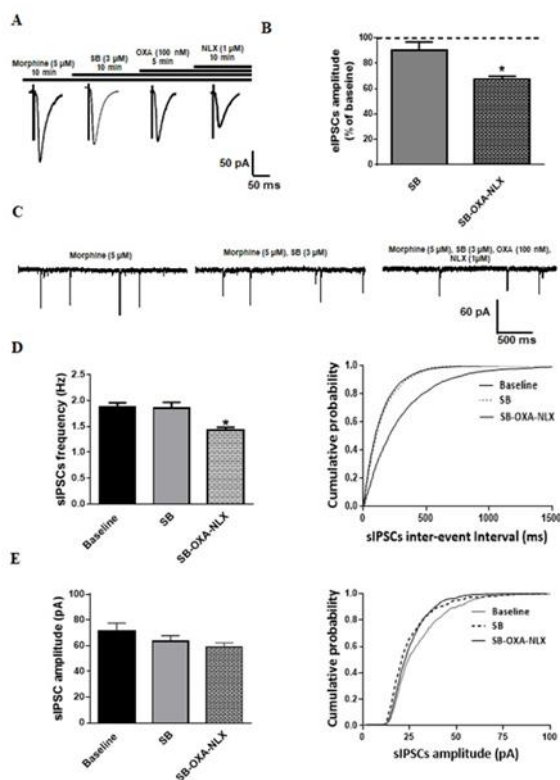 A
Morphine (5 µM)
10 min
SB (3 µM)
10 min
OXA (100 nM)
5 min
NLX (1 µM)
10 min
50 pA
50 ms
B
eIPSCs amplitude
(% of baseine)
100
80
60
40
20
0
*
SB
SB-OXA-NLX
C
Morphine (5 µM)
Morphine (5 µM), SB (3 µM)
Morphine (5 µM), SB (3 µM), OXA (100 nM),
NLX (1µM)
60 pA
500 ms
D
sIPSCs frequency (Hz)
2.5
2.0
1.5
1.0
0.5
0.0
*
Baseline
SB
SB-OXA-NLX
Cumulative probability
1.0
0.8
0.6
0.4
0.2
0.0
Baseline
SB
SB-OXA-NLX
0
500
1000
1500
sIPSCs inter-event Interval (ms)
E
sIPSC amplitude (pA)
100
80
60
40
20
0
Baseline
SB
SB-OXA-NLX
Cumulative probability
1.0
0.8
0.6
0.4
0.2
0.0
Baseline
SB
SB-OXA-NLX
0
25
50
75
100
sIPSCs amplitude (pA)